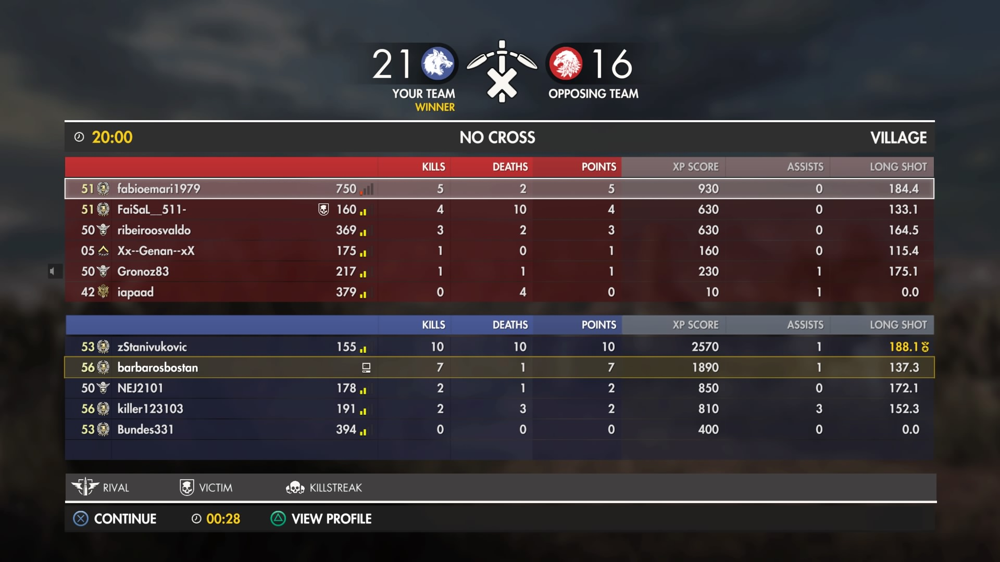 21 16
YOUR TEAM OPPOSING TEAM
WINNER
20:00 NO CROSS VILLAGE
KILLS DEATHS POINTS XP SCORE ASSISTS LONG SHOT
51 fabioemari1979 750 5 2 5 930 0 184.4
51 FaiSaL__511- 160 4 10 4 630 0 133.1
50 ribeiroosvaldo 369 3 2 3 630 0 164.5
05 Xx--Genan--xX 175 1 0 1 160 0 115.4
50 Gronoz83 217 1 1 1 230 1 175.1
42 iapaad 379 0 4 0 10 1 0.0
KILLS DEATHS POINTS XP SCORE ASSISTS LONG SHOT
53 zStanivukovic 155 10 10 10 2570 1 188.1
56 barbarosbostan 7 1 7 1890 1 137.3
50 NEJ2101 178 2 1 2 850 0 172.1
56 killer123103 191 2 3 2 810 3 152.3
53 Bundes331 394 0 0 0 400 0 0.0
RIVAL VICTIM KILLSTREAK
CONTINUE 00:28 VIEW PROFILE